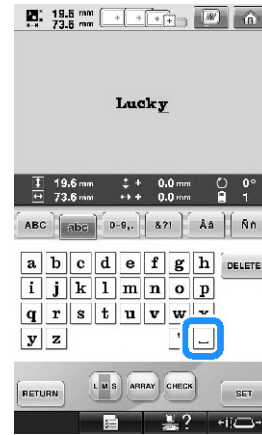 19.6 mm
73.6 mm
Lucky
19.6 mm + 0.0 mm 0°
73.6 mm + 0.0 mm 1
ABC abc 0-9,. &?! Äâ Ññ
a b c d e f g h DELETE
i j k l m n o p
q r s t u v w x
y z '
RETURN L M S ARRAY CHECK SET
?